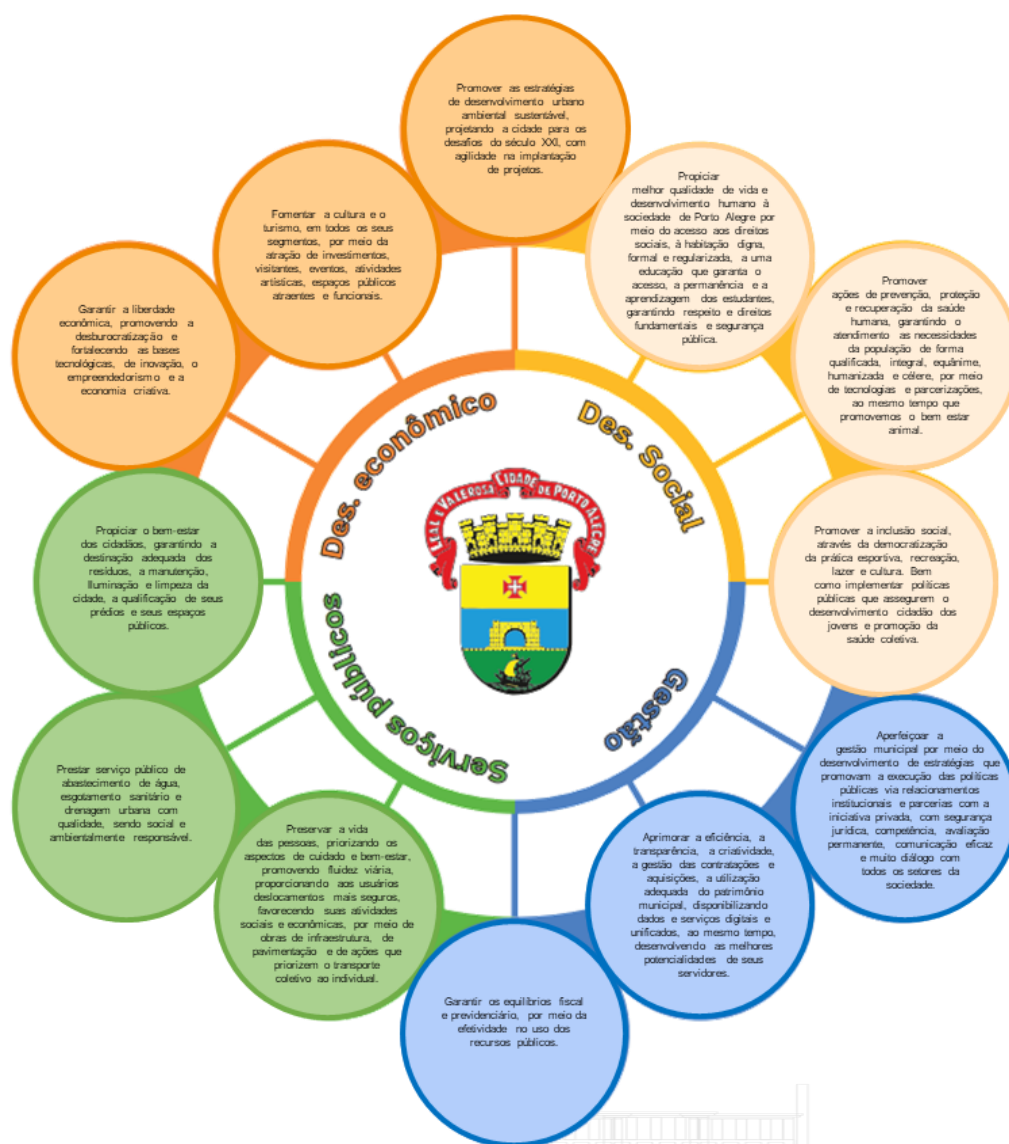 Promover as estratégias
de desenvolvimento urbano
ambiental sustentável,
projetando a cidade para os
desafios do século XXI, com
agilidade na implantação
de projetos.
Propiciar
melhor qualidade de vida e
desenvolvimento humano à
sociedade de Porto Alegre por
meio do acesso aos direitos
sociais, à habitação digna,
formal e regularizada, a uma
educação que garanta o
acesso, a permanência e a
aprendizagem dos estudantes,
garantindo respeito e direitos
fundamentais e segurança
pública.
Promover
ações de prevenção, proteção
e recuperação da saúde
humana, garantindo o
atendimento as necessidades
da população de forma
qualificada, integral, equânime,
humanizada e célere, por meio
de tecnologias e parcerizações,
ao mesmo tempo que
promovemos o bem estar
animal.
Promover a inclusão social,
através da democratização
da prática esportiva, recreação,
lazer e cultura. Bem
como implementar políticas
públicas que assegurem o
desenvolvimento cidadão dos
jovens e promoção da
saúde coletiva.
Aperfeiçoar a
gestão municipal por meio do
desenvolvimento de estratégias que
promovam a execução das políticas
públicas via relacionamentos
institucionais e parcerias com a
iniciativa privada, com segurança
jurídica, competência, avaliação
permanente, comunicação eficaz
e muito diálogo com
todos os setores da
sociedade.
Aprimorar a eficiência, a
transparência, a criatividade,
a gestão das contratações e
aquisições, a utilização
adequada do patrimônio
municipal, disponibilizando
dados e serviços digitais e
unificados, ao mesmo tempo,
desenvolvendo as melhores
potencialidades de seus
servidores.
Garantir os equilíbrios fiscal
e previdenciário, por meio da
efetividade no uso dos
recursos públicos.
Preservar a vida
das pessoas, priorizando os
aspectos de cuidado e bem-estar,
promovendo fluidez viária,
proporcionando aos usuários
deslocamentos mais seguros,
favorecendo suas atividades
sociais e econômicas, por meio de
obras de infraestrutura, de
pavimentação e de ações que
priorizem o transporte
coletivo ao individual.
Prestar serviço público de
abastecimento de água,
esgotamento sanitário e
drenagem urbana com
qualidade, sendo social e
ambientalmente responsável.
Propiciar o bem-estar
dos cidadãos, garantindo a
destinação adequada dos
resíduos, a manutenção,
Iluminação e limpeza da
cidade, a qualificação de seus
prédios e seus espaços
públicos.
Garantir a liberdade
econômica, promovendo a
desburocratização e
fortalecendo as bases
tecnológicas, de inovação, o
empreendedorismo e a
economia criativa.
Fomentar a cultura e o
turismo, em todos os seus
segmentos, por meio da
atração de investimentos,
visitantes, eventos, atividades
artísticas, espaços públicos
atraentes e funcionais.
Des. econômico
Des. Social
Gestão
Serviços públicos
LEAL E VALEROSA CIDADE DE PORTO ALEGRE